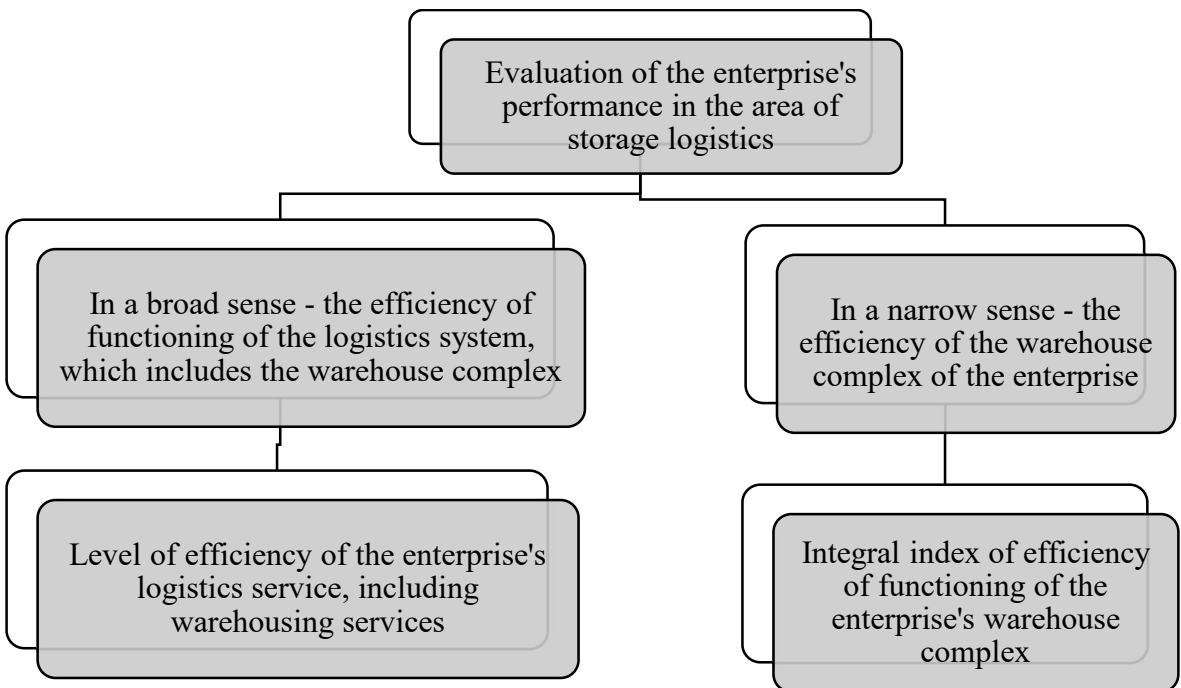 Evaluation of the enterprise's
performance in the area of
storage logistics
In a broad sense - the efficiency of
functioning of the logistics system,
which includes the warehouse complex
In a narrow sense - the
efficiency of the warehouse
complex of the enterprise
Level of efficiency of the enterprise's
logistics service, including
warehousing services
Integral index of efficiency
of functioning of the
enterprise's warehouse
complex